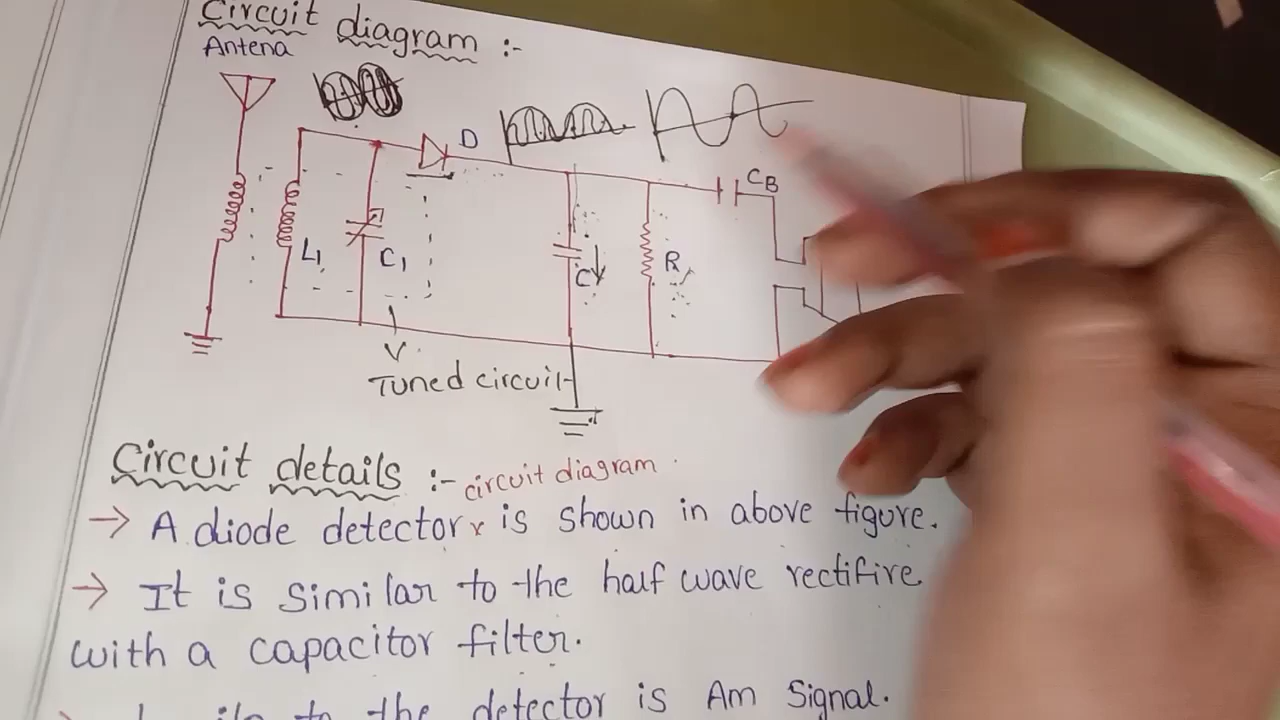 Circuit diagram :-
Antena
D
CB
L1
C1
C
R
Tuned circuit
Circuit details :- circuit diagram
→ A diode detector x is shown in above figure.
→ It is similar to the half wave rectifire
with a capacitor filter.
to the detector is Am Signal.